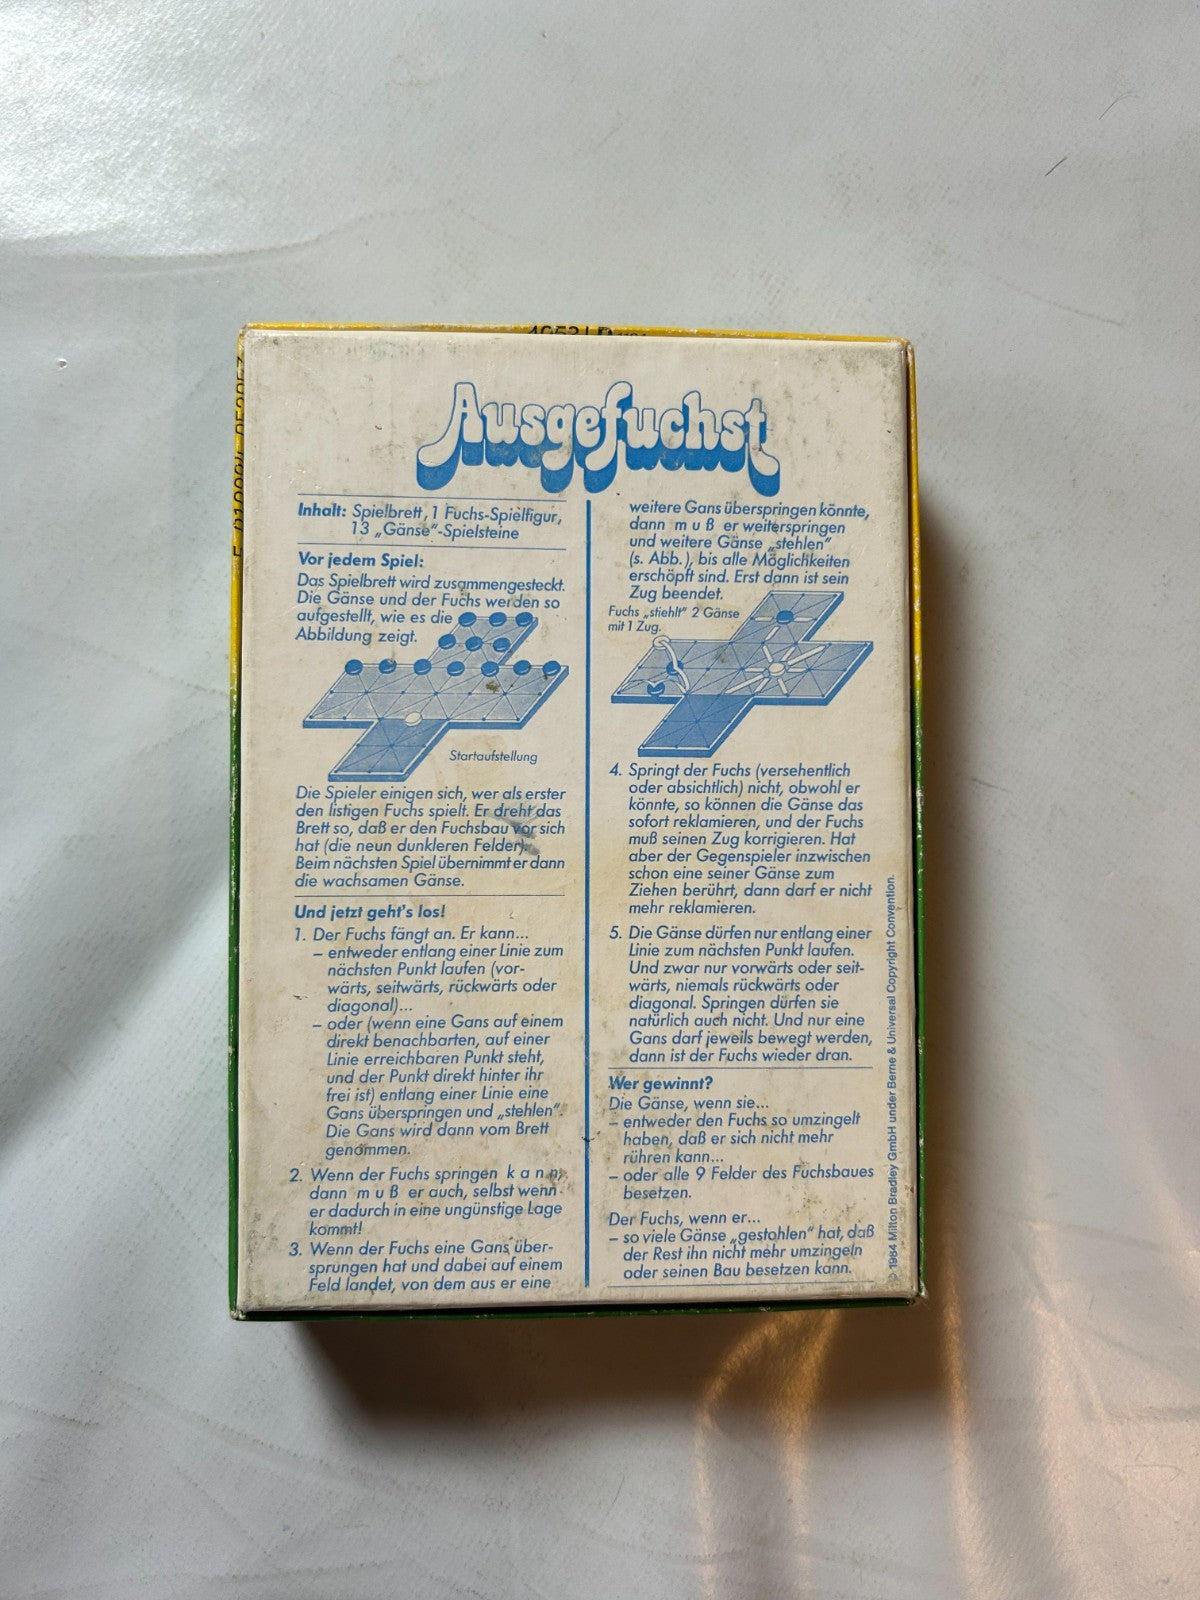 Ausgefuchst
Inhalt: Spielbrett, 1 Fuchs-Spielfigur,
13 „Gänse"-Spielsteine
Vor jedem Spiel:
Das Spielbrett wird zusammengesteckt.
Die Gänse und der Fuchs werden so
aufgestellt, wie es die
Abbildung zeigt.
Startaufstellung
Die Spieler einigen sich, wer als erster
den listigen Fuchs spielt. Er dreht das
Brett so, daß er den Fuchsbau vor sich
hat (die neun dunkleren Felder).
Beim nächsten Spiel übernimmt er dann
die wachsamen Gänse.
Und jetzt geht's los!
1. Der Fuchs fängt an. Er kann...
– entweder entlang einer Linie zum
nächsten Punkt laufen (vor-
wärts, seitwärts, rückwärts oder
diagonal)...
– oder (wenn eine Gans auf einem
direkt benachbarten, auf einer
Linie erreichbaren Punkt steht,
und der Punkt direkt hinter ihr
frei ist) entlang einer Linie eine
Gans überspringen und „stehlen".
Die Gans wird dann vom Brett
genommen.
2. Wenn der Fuchs springen k a n n,
dann m u ß er auch, selbst wenn
er dadurch in eine ungünstige Lage
kommt!
3. Wenn der Fuchs eine Gans über-
sprungen hat und dabei auf einem
Feld landet, von dem aus er eine
weitere Gans überspringen könnte,
dann m u ß er weiterspringen
und weitere Gänse „stehlen"
(s. Abb.), bis alle Möglichkeiten
erschöpft sind. Erst dann ist sein
Zug beendet.
Fuchs „stiehlt" 2 Gänse
mit 1 Zug.
4. Springt der Fuchs (versehentlich
oder absichtlich) nicht, obwohl er
könnte, so können die Gänse das
sofort reklamieren, und der Fuchs
muß seinen Zug korrigieren. Hat
aber der Gegenspieler inzwischen
schon eine seiner Gänse zum
Ziehen berührt, dann darf er nicht
mehr reklamieren.
5. Die Gänse dürfen nur entlang einer
Linie zum nächsten Punkt laufen.
Und zwar nur vorwärts oder seit-
wärts, niemals rückwärts oder
diagonal. Springen dürfen sie
natürlich auch nicht. Und nur eine
Gans darf jeweils bewegt werden,
dann ist der Fuchs wieder dran.
Wer gewinnt?
Die Gänse, wenn sie...
– entweder den Fuchs so umzingelt
haben, daß er sich nicht mehr
rühren kann...
– oder alle 9 Felder des Fuchsbaues
besetzen.
Der Fuchs, wenn er...
– so viele Gänse „gestohlen" hat, daß
der Rest ihn nicht mehr umzingeln
oder seinen Bau besetzen kann.
© 1984 Milton Bradley GmbH under Berne & Universal Copyright Convention.